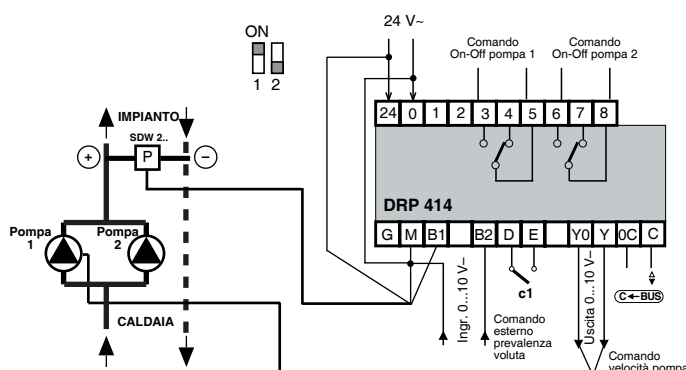 24 V~
ON
1 2
Comando
On-Off pompa 1
Comando
On-Off pompa 2
24 0 1 2 3 4 5 6 7 8
IMPIANTO
SDW 2..
+ P −
DRP 414
G M B1 B2 D E Y0 Y 0C C
Pompa
1
Pompa
2
c1
C BUS
Ingr. 0...10 V–
Uscita 0...10 V–
CALDAIA
Comando
esterno
prevalenza
voluta
Comando
velocità pompa